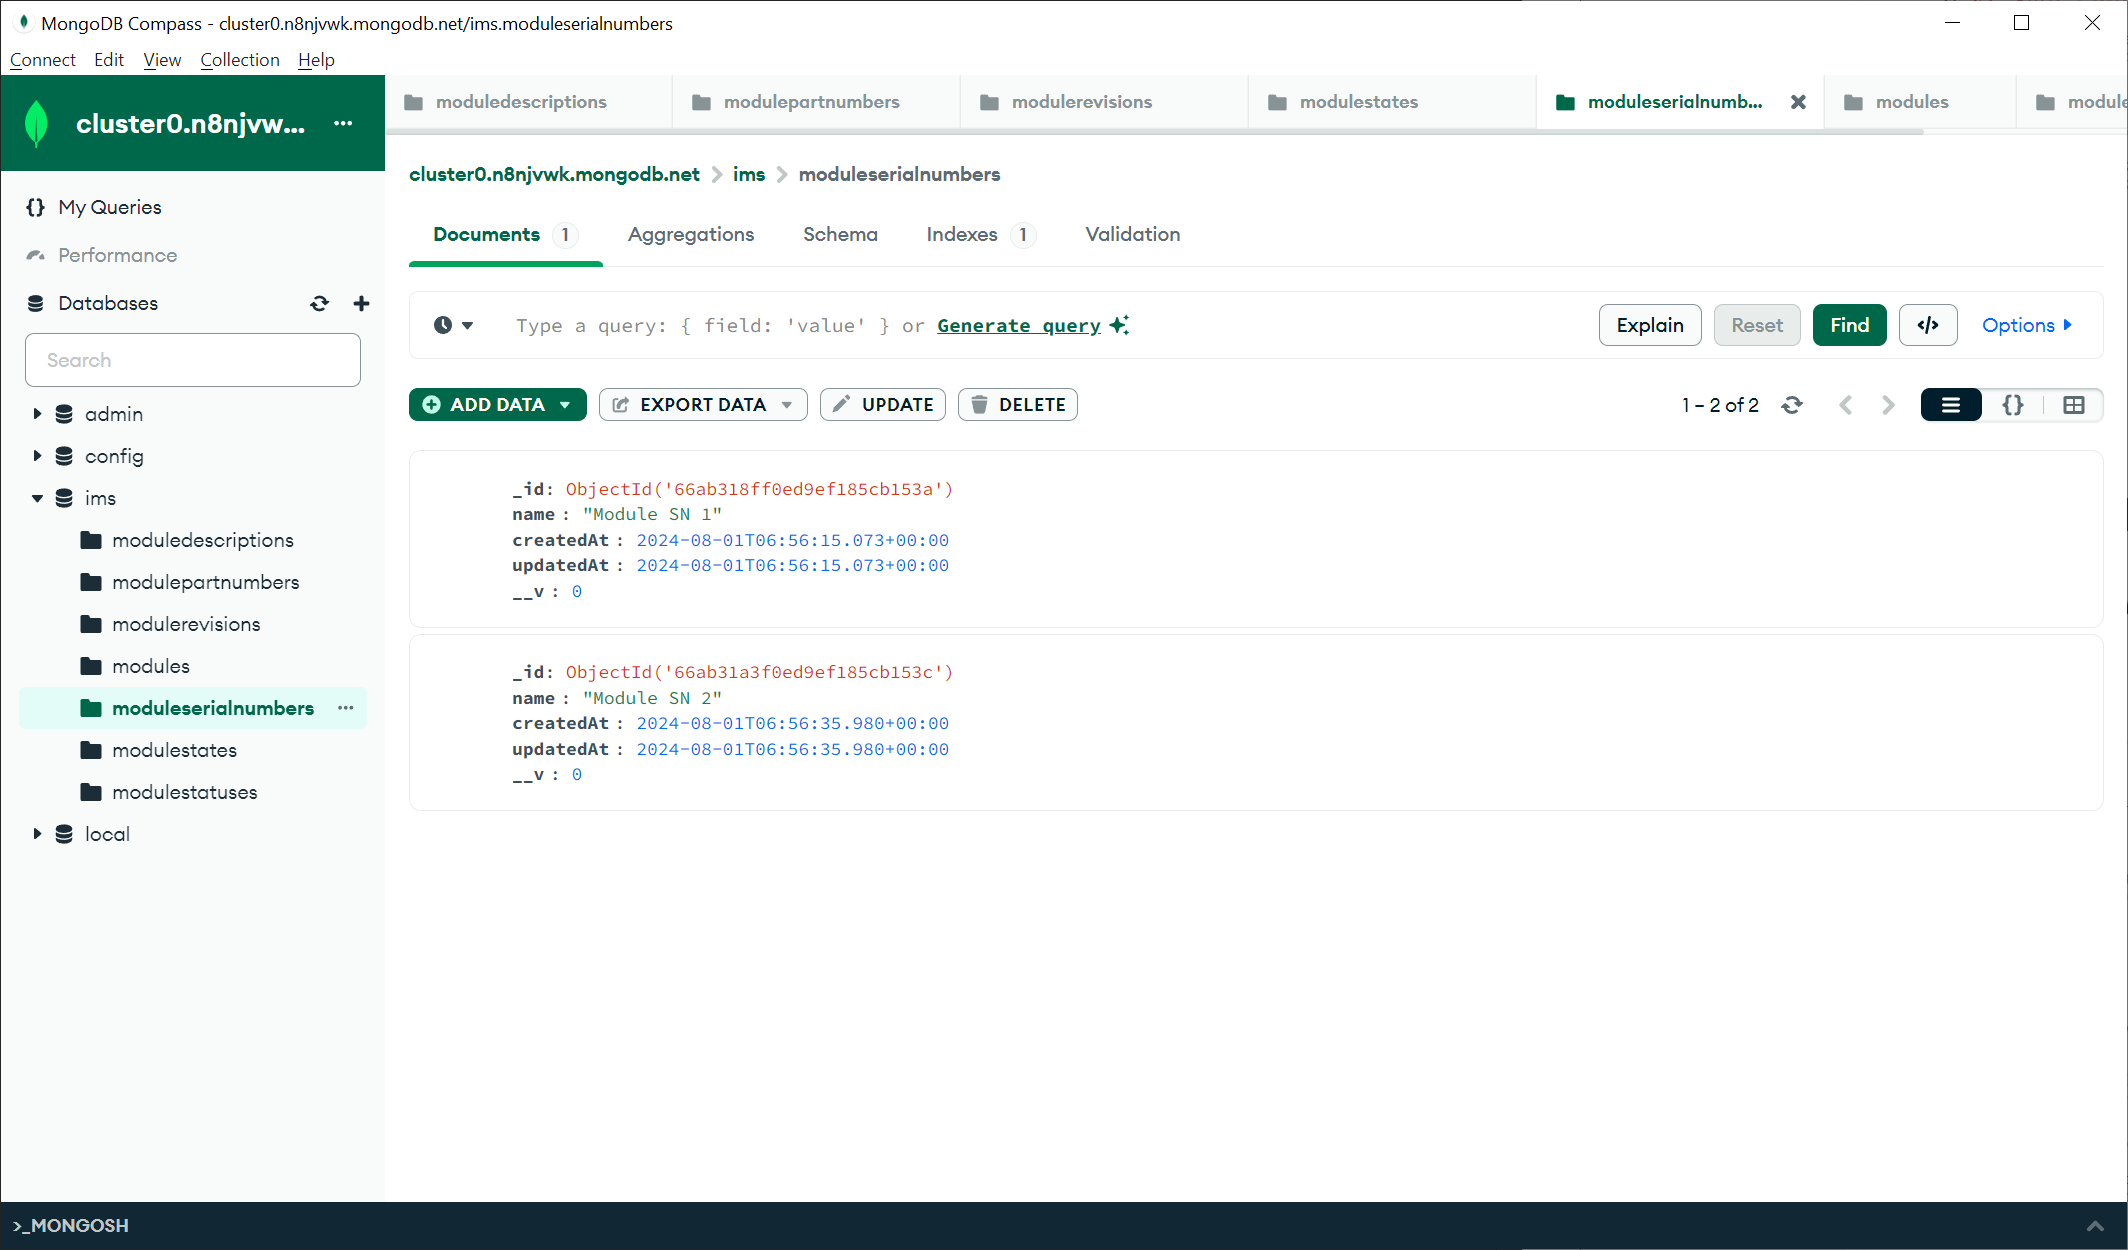 MongoDB Compass - cluster0.n8njvwk.mongodb.net/ims.moduleserialnumbers
Connect Edit View Collection Help
cluster0.n8njvw... ...
moduledescriptions modulepartnumbers modulerevisions modulestates moduleserialnumb... modules module
cluster0.n8njvwk.mongodb.net > ims > moduleserialnumbers
My Queries
Performance
Databases
Search
admin
config
ims
moduledescriptions
modulepartnumbers
modulerevisions
modules
moduleserialnumbers ...
modulestates
modulestatuses
local
Documents 1 Aggregations Schema Indexes 1 Validation
Type a query: { field: 'value' } or Generate query
Explain Reset Find </> Options
ADD DATA EXPORT DATA UPDATE DELETE
1 – 2 of 2 {}
_id: ObjectId('66ab318ff0ed9ef185cb153a')
name : "Module SN 1"
createdAt : 2024-08-01T06:56:15.073+00:00
updatedAt : 2024-08-01T06:56:15.073+00:00
__v : 0
_id: ObjectId('66ab31a3f0ed9ef185cb153c')
name : "Module SN 2"
createdAt : 2024-08-01T06:56:35.980+00:00
updatedAt : 2024-08-01T06:56:35.980+00:00
__v : 0
>_MONGOSH